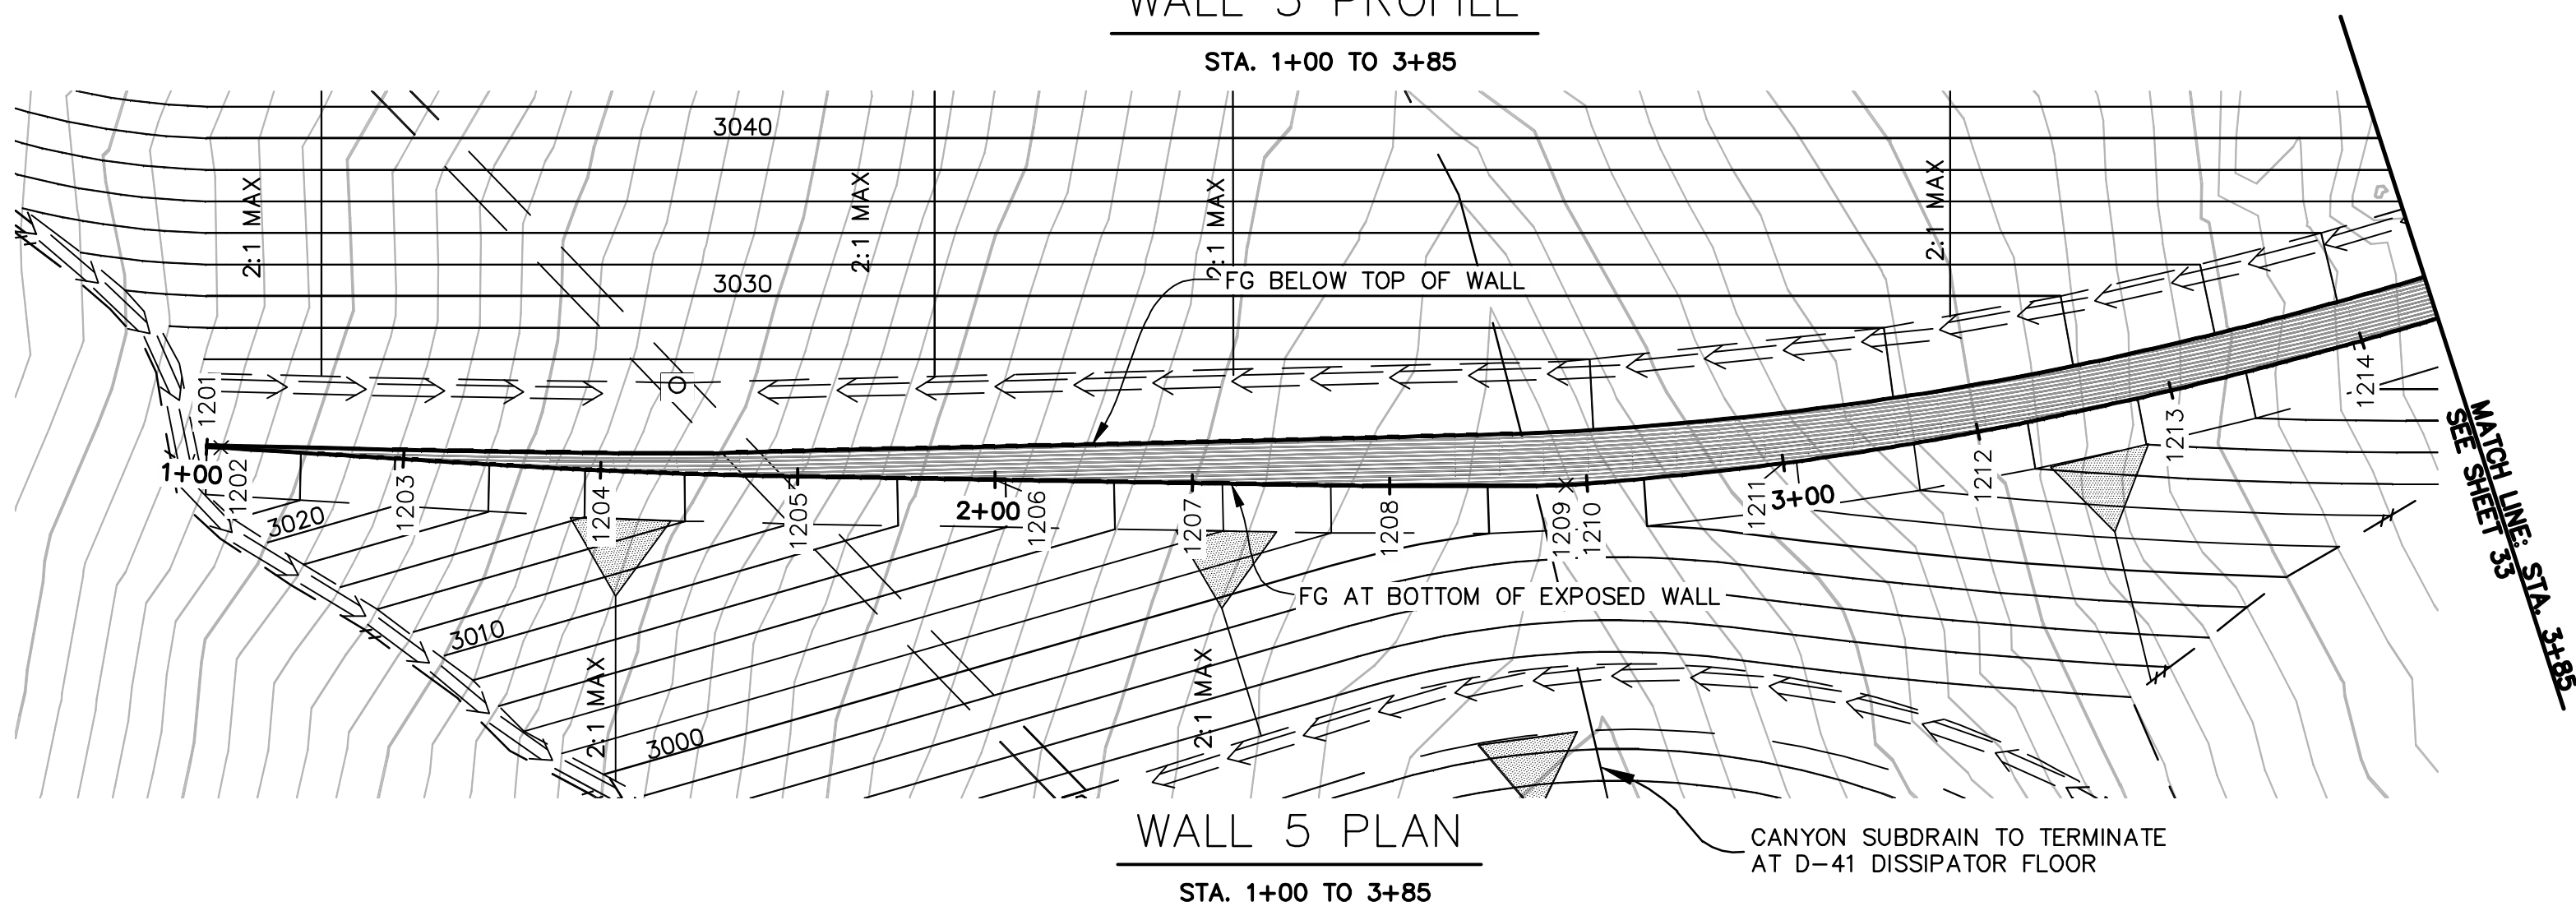 WALL 5 PROFILE
STA. 1+00 TO 3+85
3040
2:1 MAX
2:1 MAX
2:1 MAX
2:1 MAX
3030
FG BELOW TOP OF WALL
1201
1+00
1202
1203
1204
1205
2+00
1206
1207
1208
1209
1210
1211
3+00
1212
1213
1214
3020
3010
3000
FG AT BOTTOM OF EXPOSED WALL
2:1 MAX
2:1 MAX
MATCH LINE: STA. 3+85
SEE SHEET 33
WALL 5 PLAN
STA. 1+00 TO 3+85
CANYON SUBDRAIN TO TERMINATE
AT D-41 DISSIPATOR FLOOR